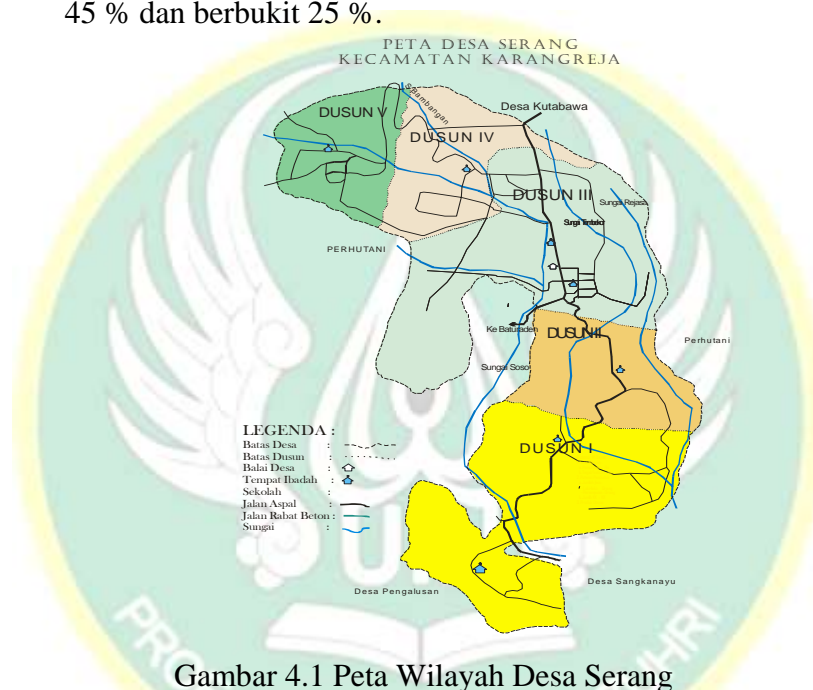 45 % dan berbukit 25 %.
PETA DESA SERANG
KECAMATAN KARANGREJA
Desa Kutabawa
DUSUN V
DUSUN IV
DUSUN III
Sungai Rejasa
PERHUTANI
Ke Baturaden
DUSUN II
Perhutani
Sungai Soso
LEGENDA :
Batas Desa :
Batas Dusun :
Balai Desa :
Tempat Ibadah :
Sekolah :
Jalan Aspal :
Jalan Rabat Beton :
Sungai :
DUSUN I
Desa Sangkanayu
Desa Pengalusan
Gambar 4.1 Peta Wilayah Desa Serang